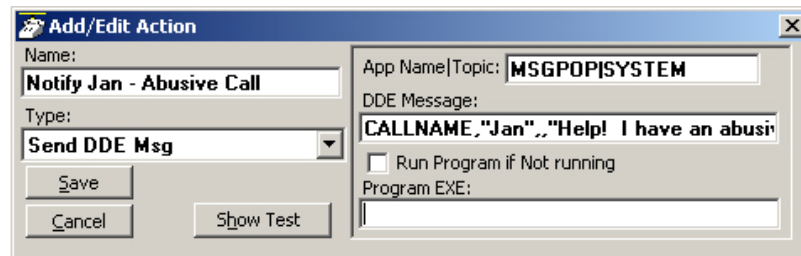 Add/Edit Action
Name:
Notify Jan - Abusive Call
Type:
Send DDE Msg
Save
Cancel
Show Test
App Name|Topic: MSGPOP|SYSTEM
DDE Message:
CALLNAME,"Jan",,"Help!  I have an abusiv
Run Program if Not running
Program EXE: